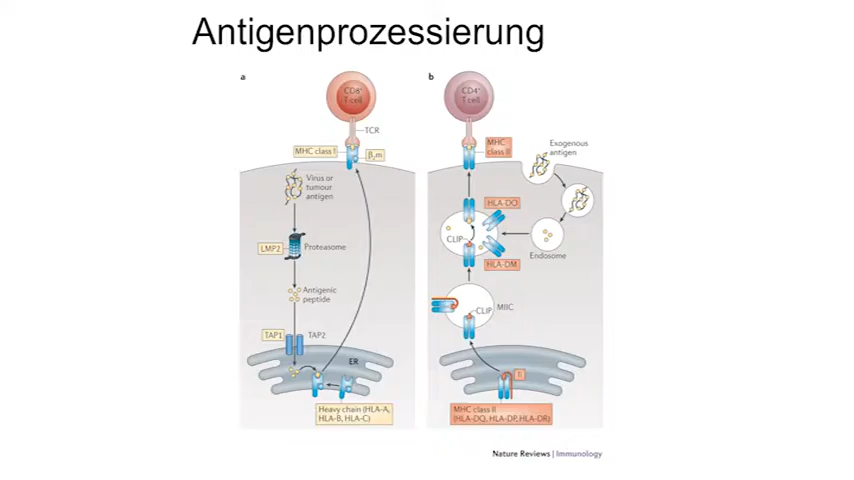 Antigenprozessierung
a
CD8+
T cell
TCR
MHC class I
β2m
Virus or
tumour
antigen
LMP2
Proteasome
Antigenic
peptide
TAP1
TAP2
ER
Heavy chain (HLA-A,
HLA-B, HLA-C)
b
CD4+
T cell
MHC
class II
Exogenous
antigen
HLA-DO
CLIP
Endosome
HLA-DM
MIIC
CLIP
Ii
MHC class II
(HLA-DQ, HLA-DP, HLA-DR)
Nature Reviews | Immunology